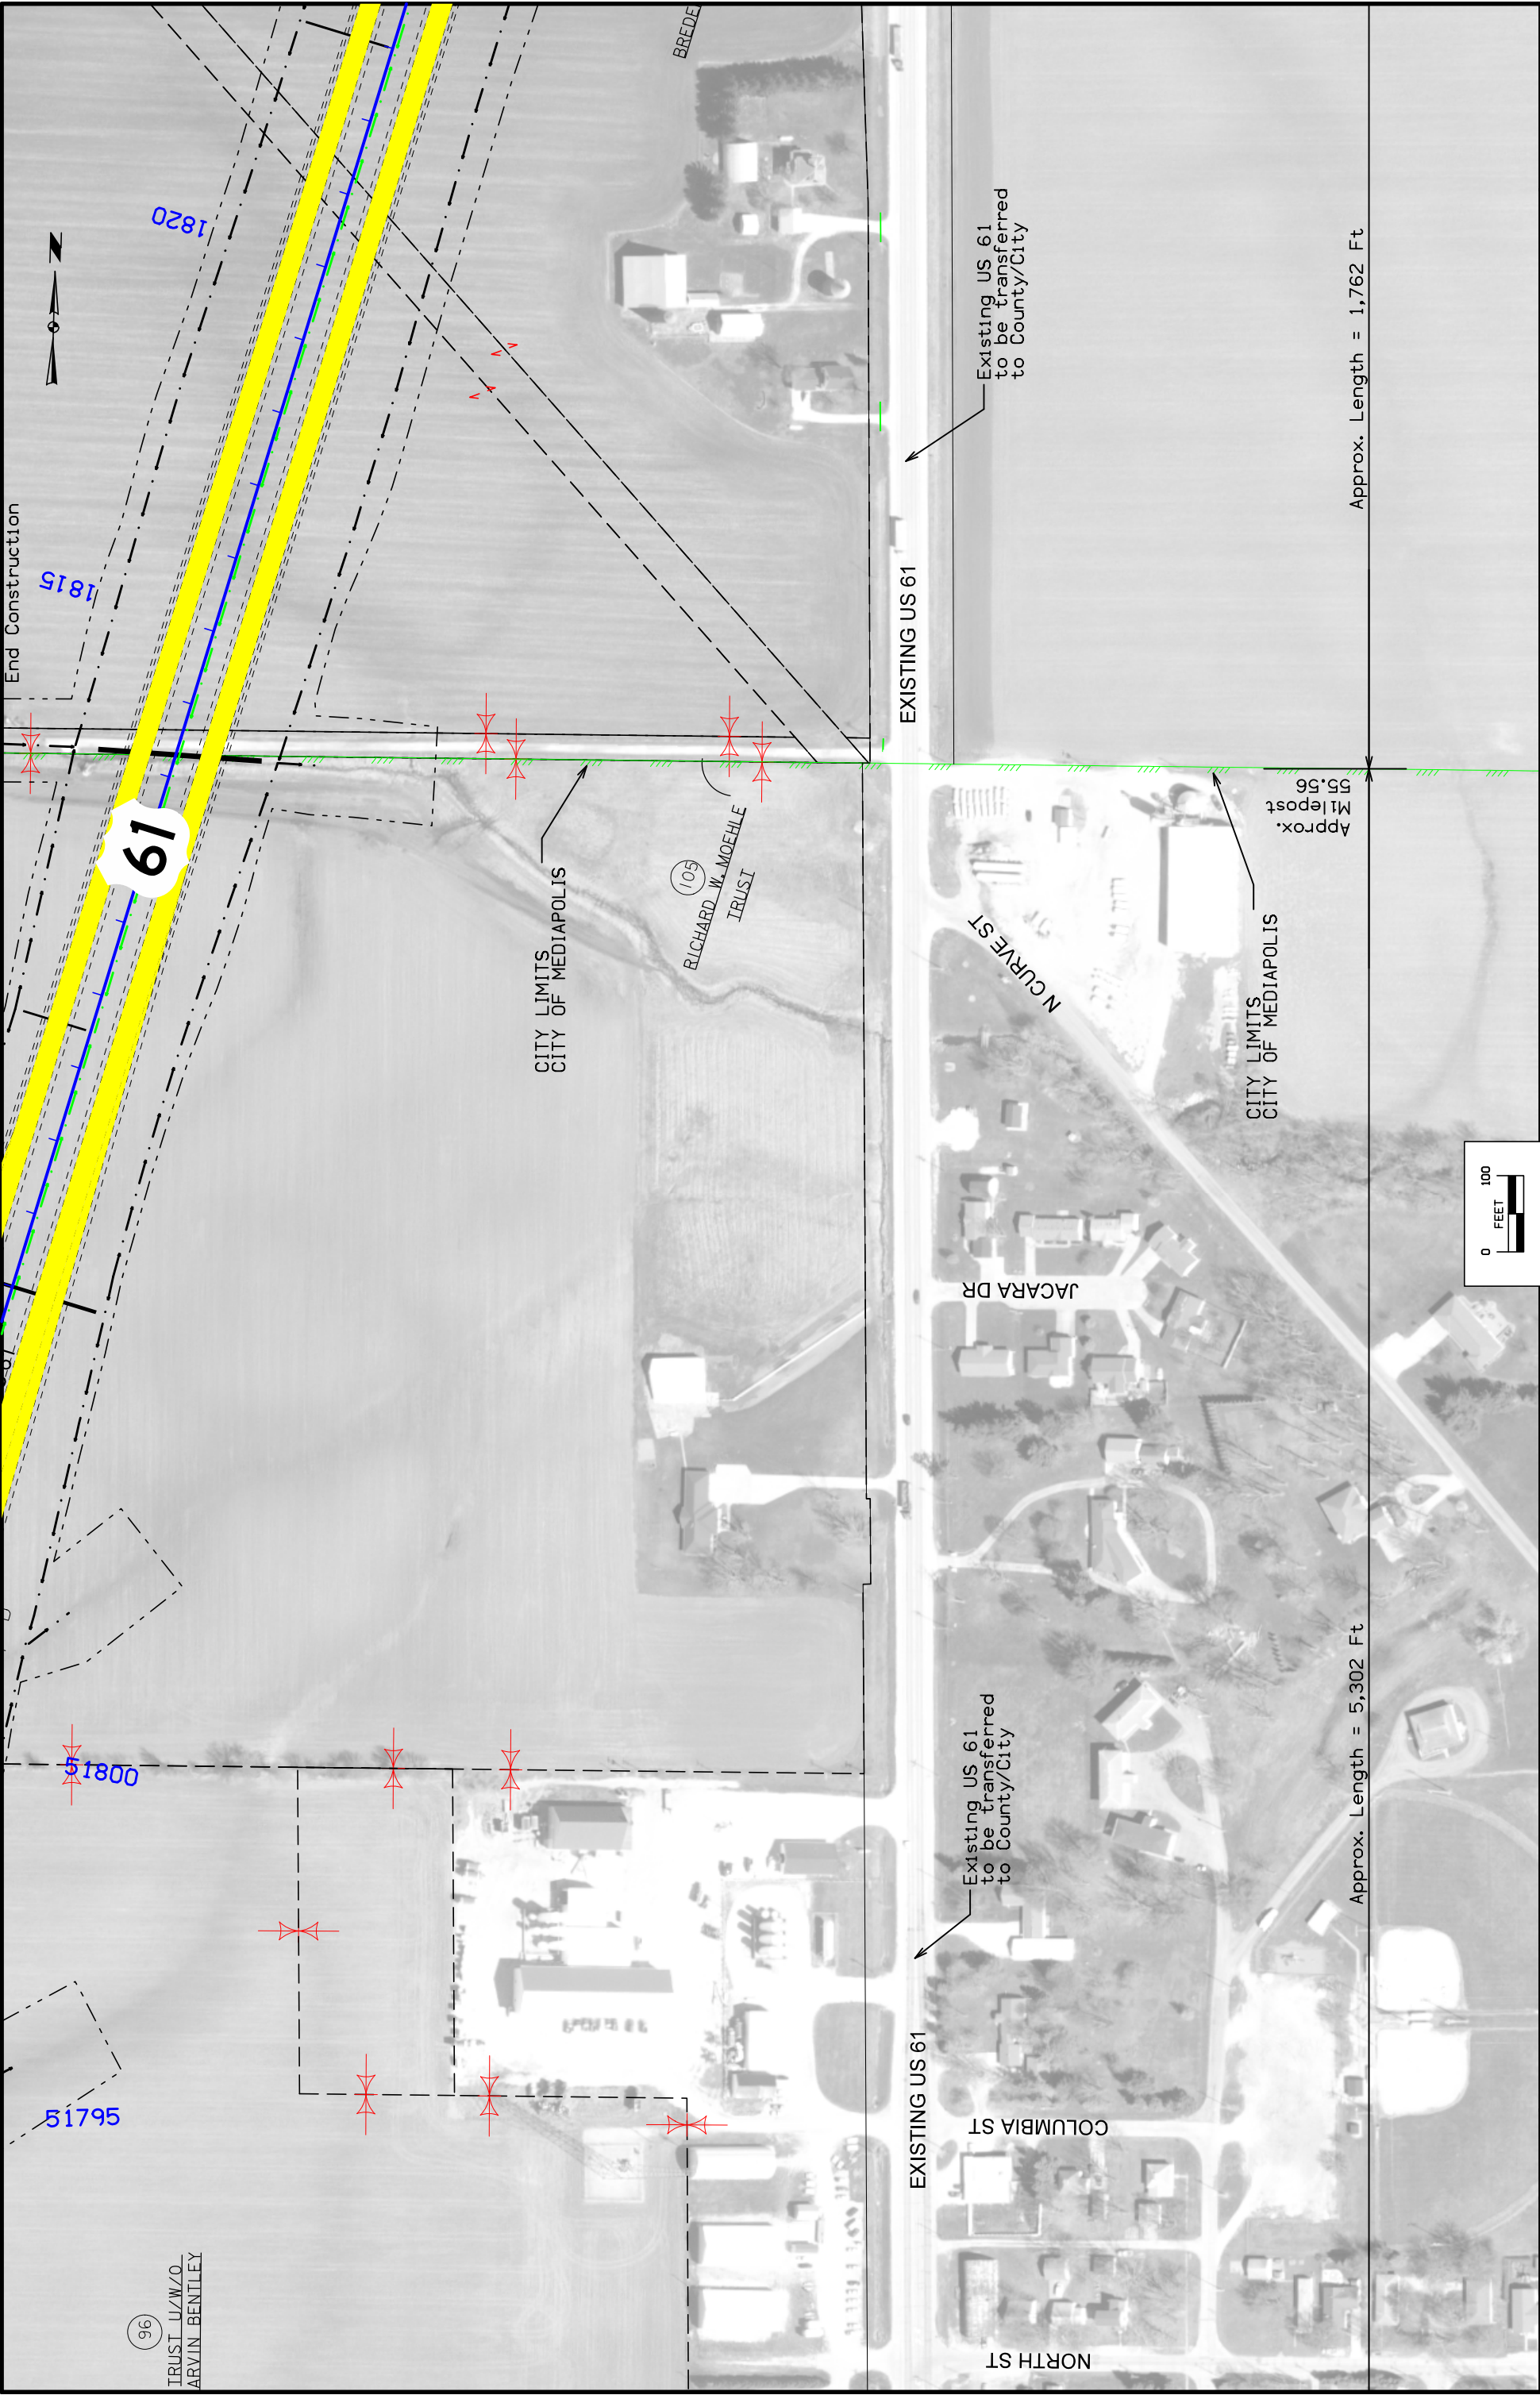 BREDE
1820
N
Existing US 61
to be transferred
to County/City
Approx. Length = 1,762 Ft
End Construction
1815
EXISTING US 61
61
Approx.
Milepost
55.56
105
RICHARD W. MOEHLE
TRUST
CITY LIMITS
CITY OF MEDIAPOLIS
N CURVE ST
CITY LIMITS
CITY OF MEDIAPOLIS
0 100
FEET
JACARA DR
Existing US 61
to be transferred
to County/City
Approx. Length = 5,302 Ft
51800
51795
EXISTING US 61
COLUMBIA ST
96
TRUST U/W/O
ARVIN BENTLEY
NORTH ST